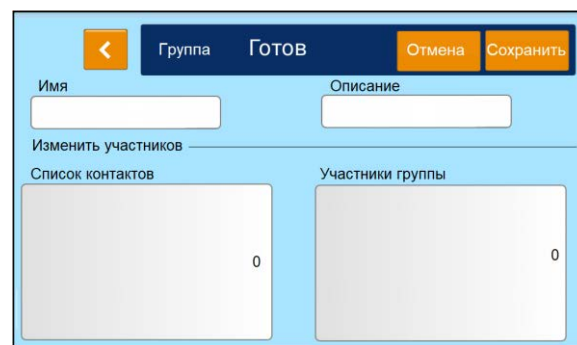 Группа Готов Отмена Сохранить
Имя Описание
Изменить участников
Список контактов Участники группы
0 0